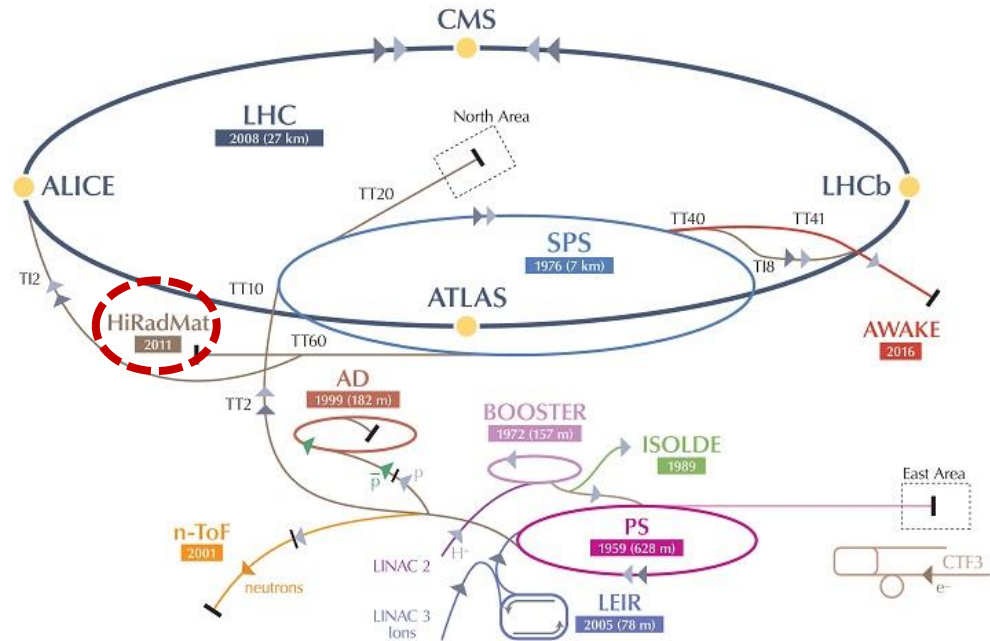 CMS
LHC
2008 (27 km)
North Area
ALICE
LHCb
TT20
TT40
TT41
SPS
1976 (7 km)
TI8
TI2
TT10
ATLAS
HiRadMat
2011
TT60
AWAKE
2016
AD
1999 (182 m)
TT2
BOOSTER
1972 (157 m)
ISOLDE
1989
p̅
p
East Area
n-ToF
2001
PS
1959 (628 m)
H⁺
LINAC 2
neutrons
CTF3
e⁻
LINAC 3
Ions
LEIR
2005 (78 m)